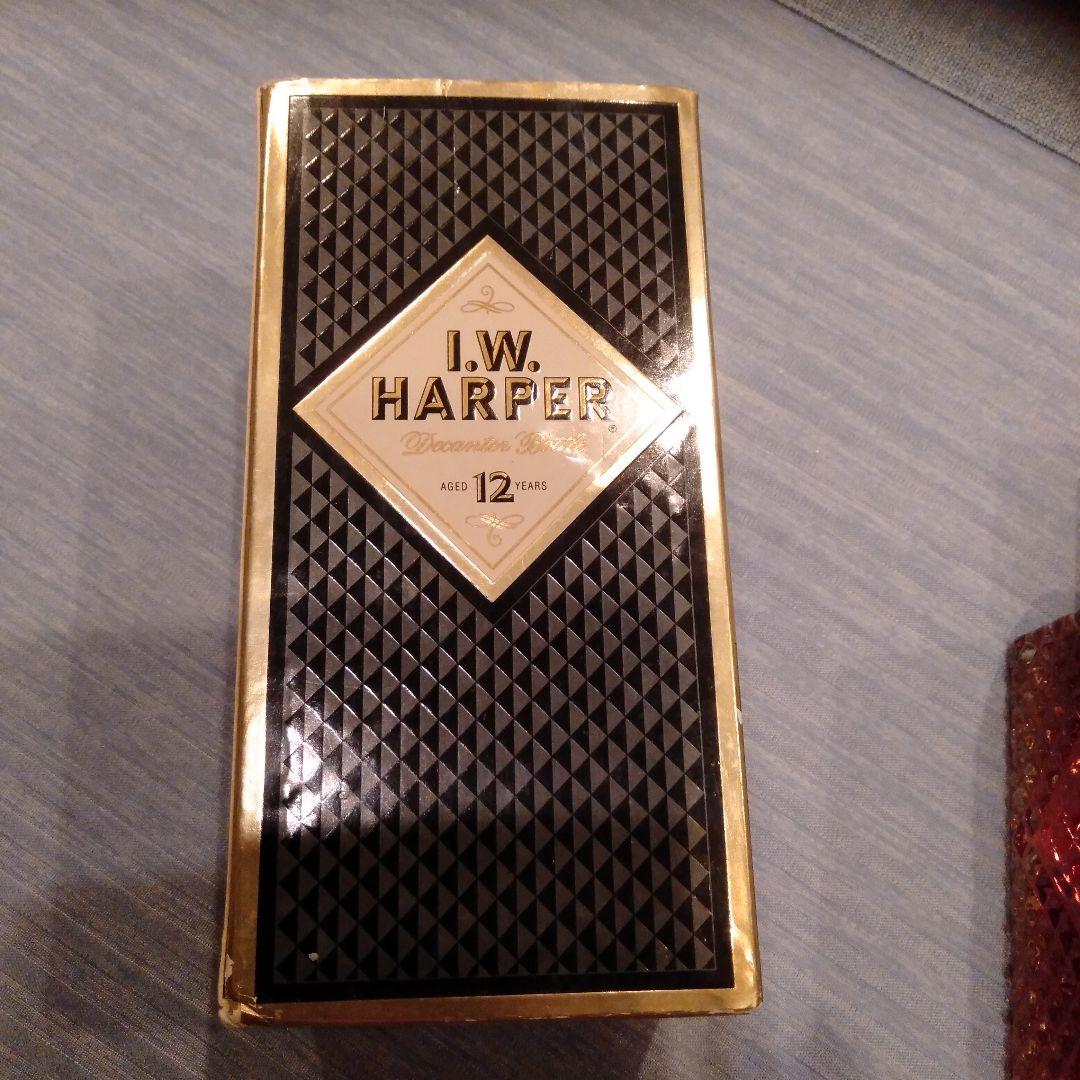 I.W.
HARPER®
Decanter Bottle
AGED 12 YEARS